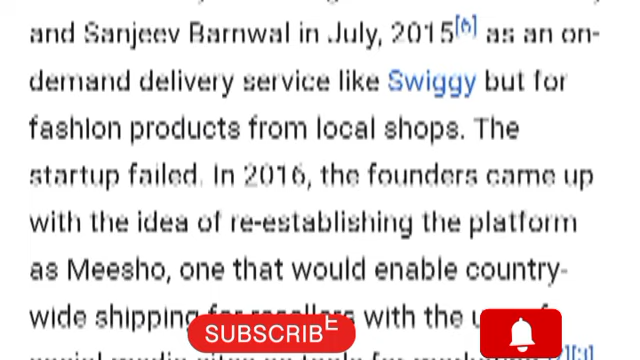 and Sanjeev Barnwal in July, 2015[6] as an on-
demand delivery service like Swiggy but for
fashion products from local shops. The
startup failed. In 2016, the founders came up
with the idea of re-establishing the platform
as Meesho, one that would enable country-
wide shipping for resellers with the
SUBSCRIBE